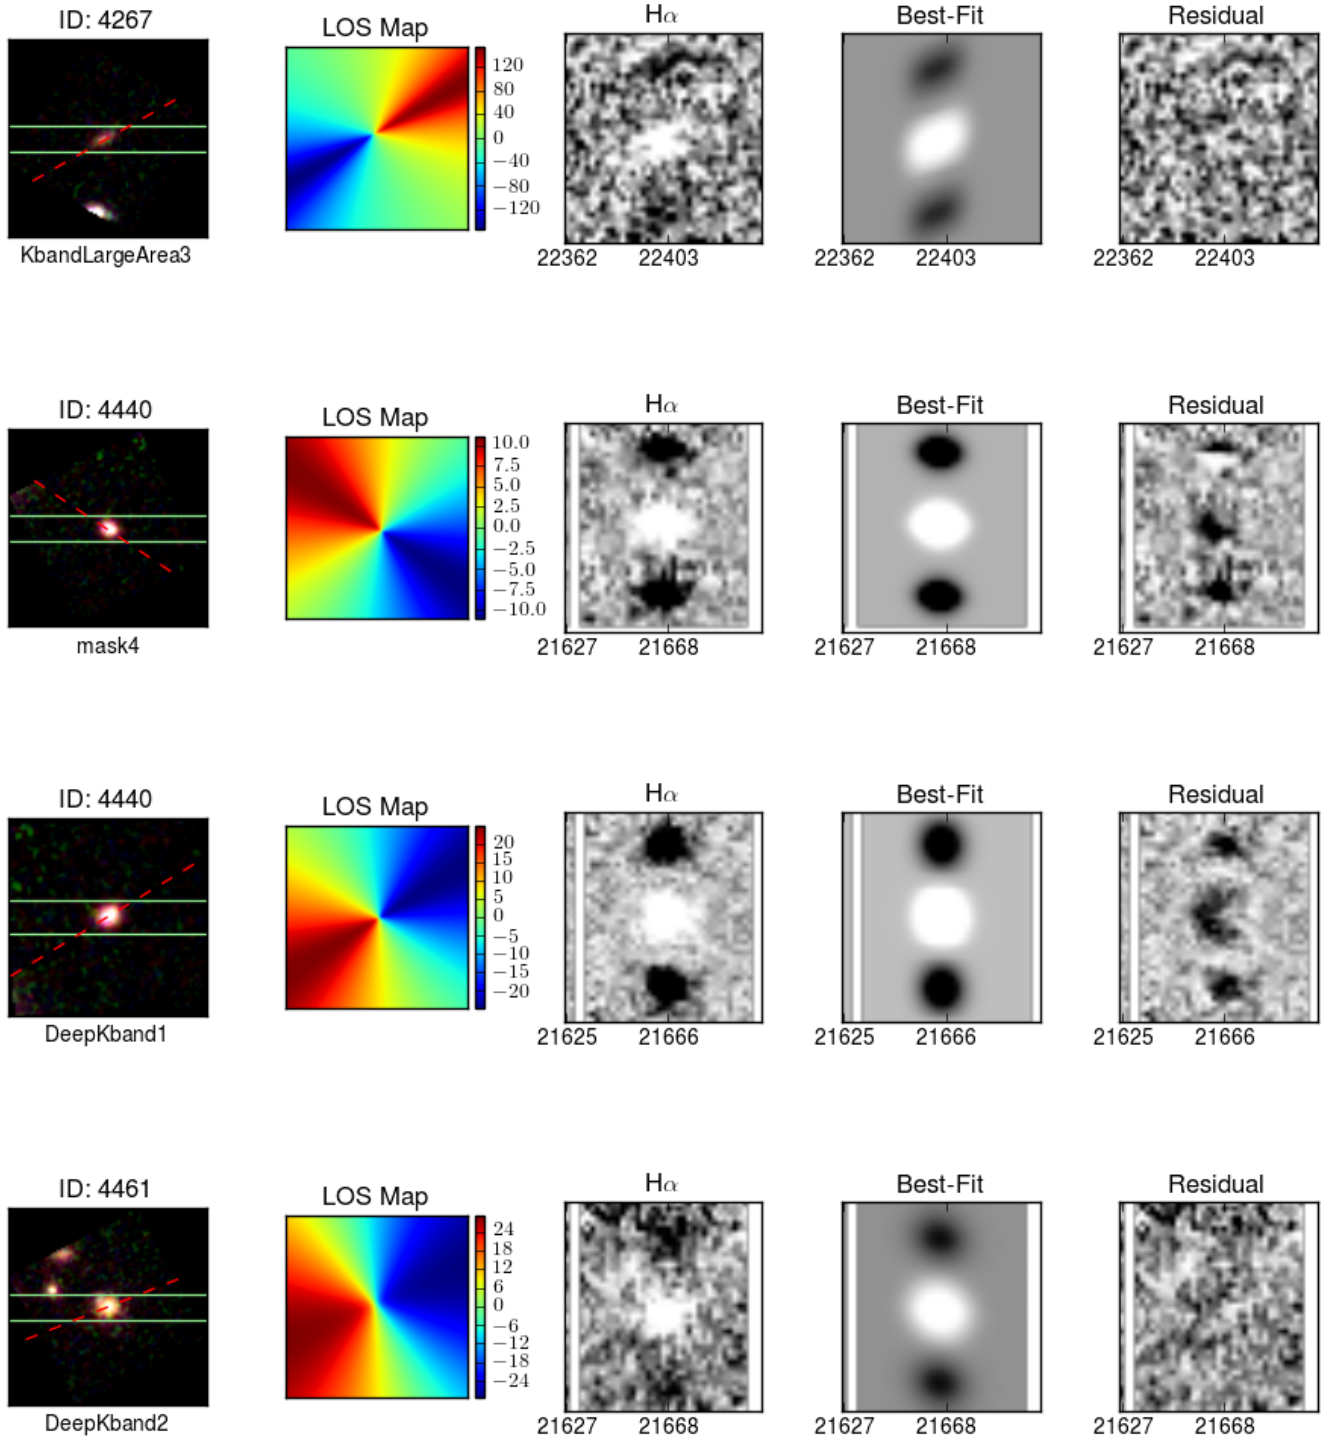 ID: 4267
LOS Map
Hα
Best-Fit
Residual
120
80
40
0
−40
−80
−120
22362 22403
22362 22403
22362 22403
KbandLargeArea3
ID: 4440
LOS Map
Hα
Best-Fit
Residual
10.0
7.5
5.0
2.5
0.0
−2.5
−5.0
−7.5
−10.0
21627 21668
21627 21668
21627 21668
mask4
ID: 4440
LOS Map
Hα
Best-Fit
Residual
20
15
10
5
0
−5
−10
−15
−20
21625 21666
21625 21666
21625 21666
DeepKband1
ID: 4461
LOS Map
Hα
Best-Fit
Residual
24
18
12
6
0
−6
−12
−18
−24
21627 21668
21627 21668
21627 21668
DeepKband2